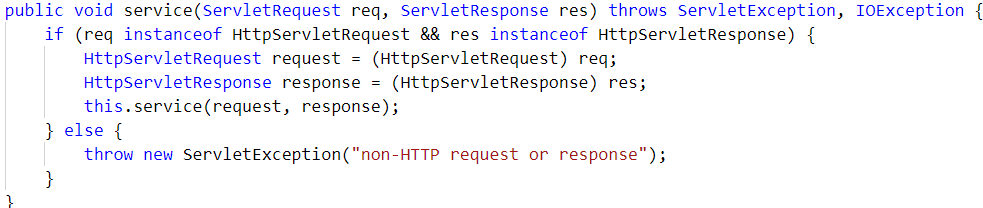 public void service(ServletRequest req, ServletResponse res) throws ServletException, IOException {
    if (req instanceof HttpServletRequest && res instanceof HttpServletResponse) {
        HttpServletRequest request = (HttpServletRequest) req;
        HttpServletResponse response = (HttpServletResponse) res;
        this.service(request, response);
    } else {
        throw new ServletException("non-HTTP request or response");
    }
}